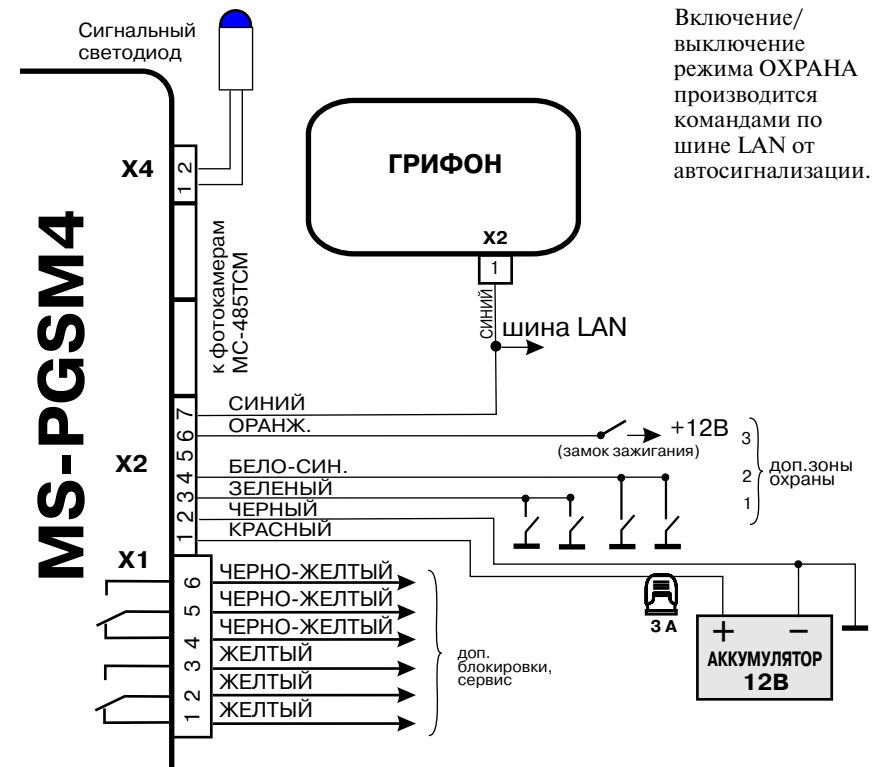 Сигнальный
светодиод
Включение/
выключение
режима ОХРАНА
производится
командами по
шине LAN от
автосигнализации.
MS-PGSM4
X4
2
1
ГРИФОН
X2
1
СИНИЙ
шина LAN
к фотокамерам
МС-485ТСМ
X2
7
СИНИЙ
6
ОРАНЖ.
+12В
(замок зажигания)
5
4
БЕЛО-СИН.
3
ЗЕЛЕНЫЙ
2
ЧЕРНЫЙ
1
КРАСНЫЙ
3
2
1
доп.зоны
охраны
X1
6
ЧЕРНО-ЖЕЛТЫЙ
5
ЧЕРНО-ЖЕЛТЫЙ
4
ЧЕРНО-ЖЕЛТЫЙ
3
ЖЕЛТЫЙ
2
ЖЕЛТЫЙ
1
ЖЕЛТЫЙ
доп.
блокировки,
сервис
3 А
+ −
АККУМУЛЯТОР
12В